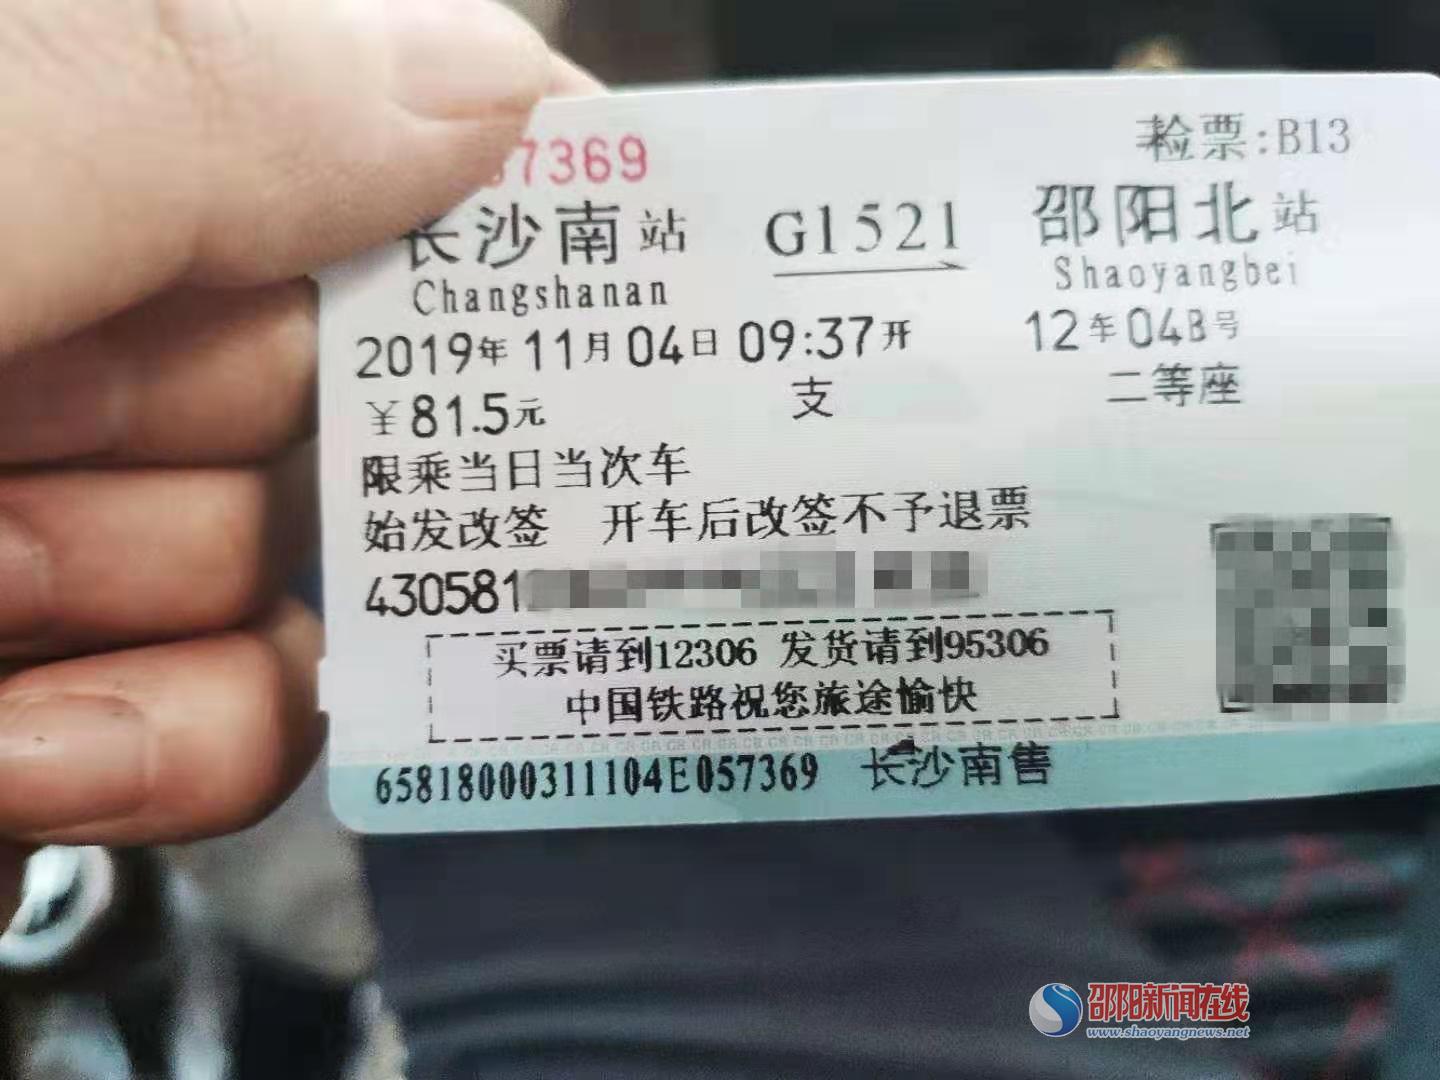 7369
检票:B13
长沙南站 G1521 邵阳北站
Changshanan Shaoyangbei
2019年11月04日 09:37开 12车04B号
￥81.5元 支 二等座
限乘当日当次车
始发改签 开车后改签不予退票
430581
买票请到12306 发货请到95306
中国铁路祝您旅途愉快
65818000311104E057369 长沙南售
邵阳新闻在线
www.shaoyangnews.net